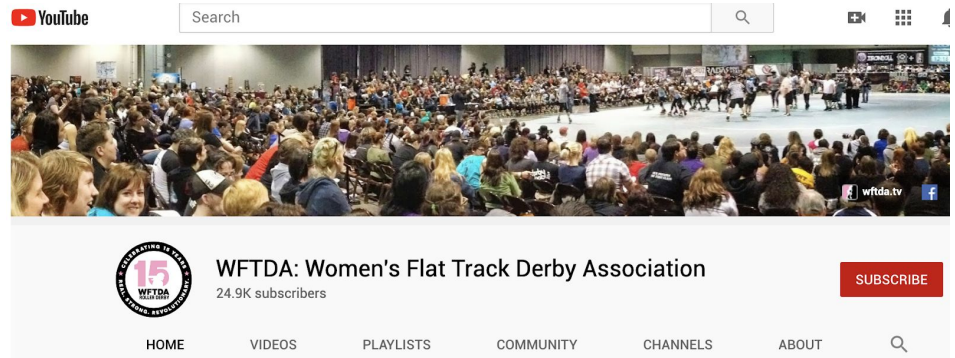 YouTube
Search
wftda.tv
CELEBRATING 15 YEARS
15
WFTDA
ROLLER DERBY
REAL. STRONG. REVOLUTIONARY.
WFTDA: Women's Flat Track Derby Association
24.9K subscribers
SUBSCRIBE
HOME VIDEOS PLAYLISTS COMMUNITY CHANNELS ABOUT